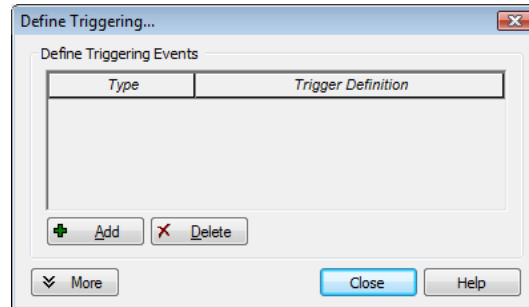 Define Triggering...
Define Triggering Events
Type Trigger Definition
Add Delete
More Close Help